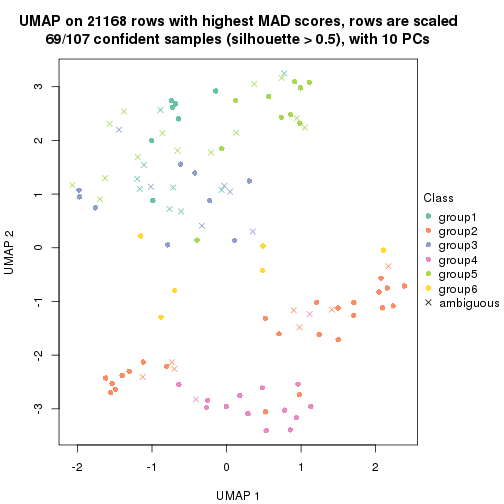 UMAP on 21168 rows with highest MAD scores, rows are scaled
69/107 confident samples (silhouette > 0.5), with 10 PCs
3
2
1
0
-1
-2
-3
UMAP 2
-2
-1
0
1
2
UMAP 1
Class
group1
group2
group3
group4
group5
group6
ambiguous